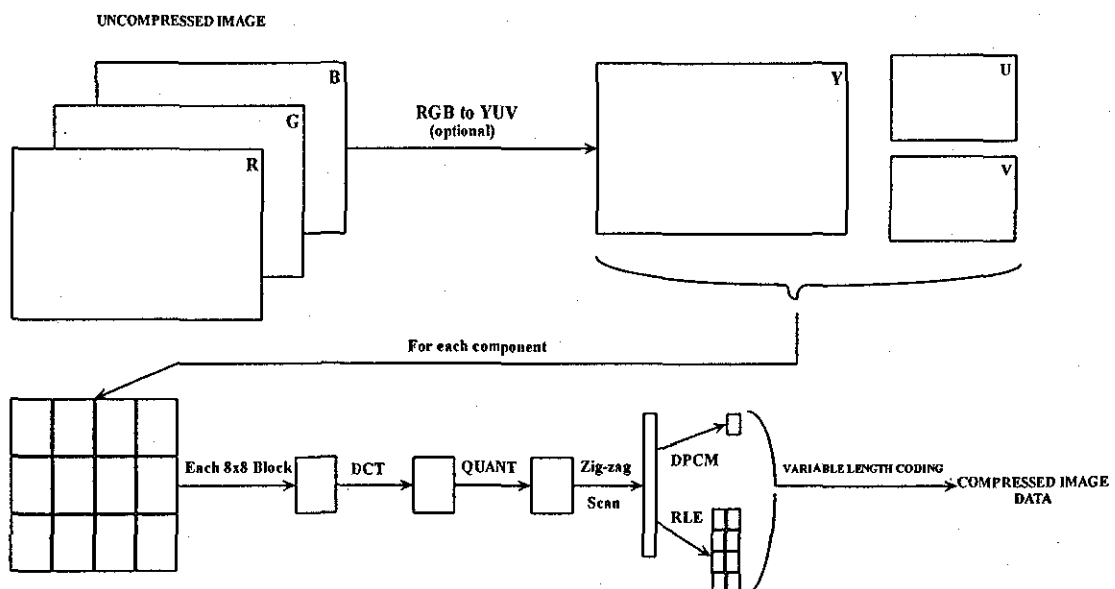 UNCOMPRESSED IMAGE
B
G
R
RGB to YUV
(optional)
Y
U
V
For each component
Each 8x8 Block
DCT
QUANT
Zig-zag
Scan
DPCM
RLE
VARIABLE LENGTH CODING
COMPRESSED IMAGE
DATA